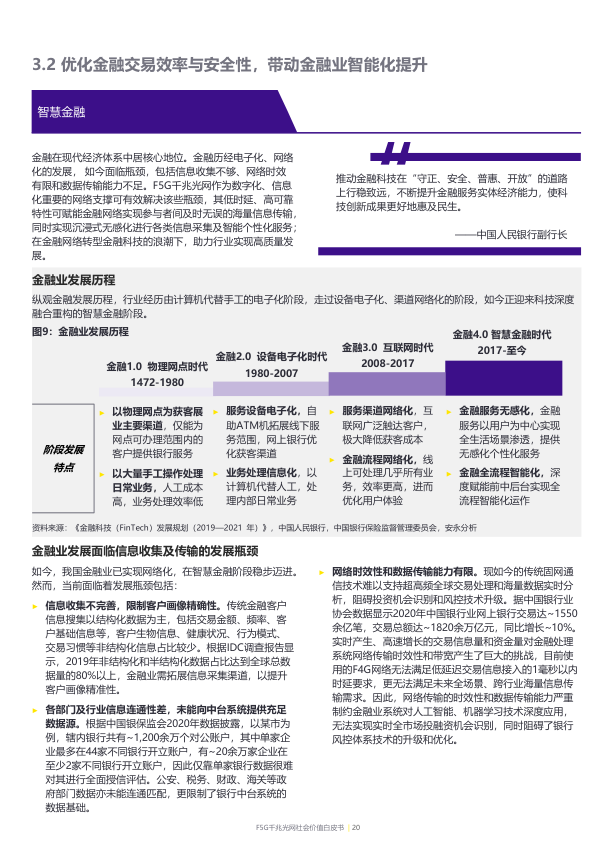 3.2 优化金融交易效率与安全性，带动金融业智能化提升
智慧金融
金融在现代经济体系中居核心地位。金融历经电子化、网络
化的发展， 如今面临瓶颈，包括信息收集不够、网络时效
有限和数据传输能力不足。F5G千兆光网作为数字化、信息
化重要的网络支撑可有效解决该些瓶颈，其低时延、高可靠
特性可赋能金融网络实现参与者间及时无误的海量信息传输，
同时实现沉浸式无感化进行各类信息采集及智能个性化服务；
在金融网络转型金融科技的浪潮下，助力行业实现高质量发
展。
推动金融科技在“守正、安全、普惠、开放”的道路
上行稳致远，不断提升金融服务实体经济能力，使科
技创新成果更好地惠及民生。
——中国人民银行副行长
金融业发展历程
纵观金融发展历程，行业经历由计算机代替手工的电子化阶段，走过设备电子化、渠道网络化的阶段，如今正迎来科技深度
融合重构的智慧金融阶段。
图9：金融业发展历程
金融1.0 物理网点时代
1472-1980
金融2.0 设备电子化时代
1980-2007
金融3.0 互联网时代
2008-2017
金融4.0 智慧金融时代
2017-至今
阶段发展
特点
► 以物理网点为获客展
业主要渠道，仅能为
网点可办理范围内的
客户提供银行服务
► 以大量手工操作处理
日常业务，人工成本
高，业务处理效率低
► 服务设备电子化，自
助ATM机拓展线下服
务范围，网上银行优
化获客渠道
► 业务处理信息化，以
计算机代替人工，处
理内部日常业务
► 服务渠道网络化，互
联网广泛触达客户，
极大降低获客成本
► 金融流程网络化，线
上可处理几乎所有业
务，效率更高，进而
优化用户体验
► 金融服务无感化，金融
服务以用户为中心实现
全生活场景渗透，提供
无感化个性化服务
► 金融全流程智能化，深
度赋能前中后台实现全
流程智能化运作
资料来源：《金融科技（FinTech）发展规划（2019—2021 年）》，中国人民银行，中国银行保险监督管理委员会，安永分析
金融业发展面临信息收集及传输的发展瓶颈
如今，我国金融业已实现网络化，在智慧金融阶段稳步迈进。
然而，当前面临着发展瓶颈包括：
► 信息收集不完善，限制客户画像精确性。传统金融客户
信息搜集以结构化数据为主，包括交易金额、频率、客
户基础信息等，客户生物信息、健康状况、行为模式、
交易习惯等非结构化信息占比较少。根据IDC调查报告显
示，2019年非结构化和半结构化数据占比达到全球总数
据量的80%以上，金融业需拓展信息采集渠道，以提升
客户画像精准性。
► 各部门及行业信息连通性差，未能向中台系统提供充足
数据源。根据中国银保监会2020年数据披露，以某市为
例，辖内银行共有~1,200余万个对公账户，其中单家企
业最多在44家不同银行开立账户，有~20余万家企业在
至少2家不同银行开立账户，因此仅靠单家银行数据很难
对其进行全面授信评估。公安、税务、财政、海关等政
府部门数据亦未能连通匹配，更限制了银行中台系统的
数据基础。
► 网络时效性和数据传输能力有限。现如今的传统固网通
信技术难以支持超高频全球交易处理和海量数据实时分
析，阻碍投资机会识别和风控技术升级。据中国银行业
协会数据显示2020年中国银行业网上银行交易达~1550
余亿笔，交易总额达~1820余万亿元，同比增长~10%。
实时产生、高速增长的交易信息量和资金量对金融处理
系统网络传输时效性和带宽产生了巨大的挑战，目前使
用的F4G网络无法满足低延迟交易信息接入的1毫秒以内
时延要求，更无法满足未来全场景、跨行业海量信息传
输需求。因此，网络传输的时效性和数据传输能力严重
制约金融业系统对人工智能、机器学习技术深度应用，
无法实现实时全市场投融资机会识别，同时阻碍了银行
风控体系技术的升级和优化。
F5G千兆光网社会价值白皮书 | 20